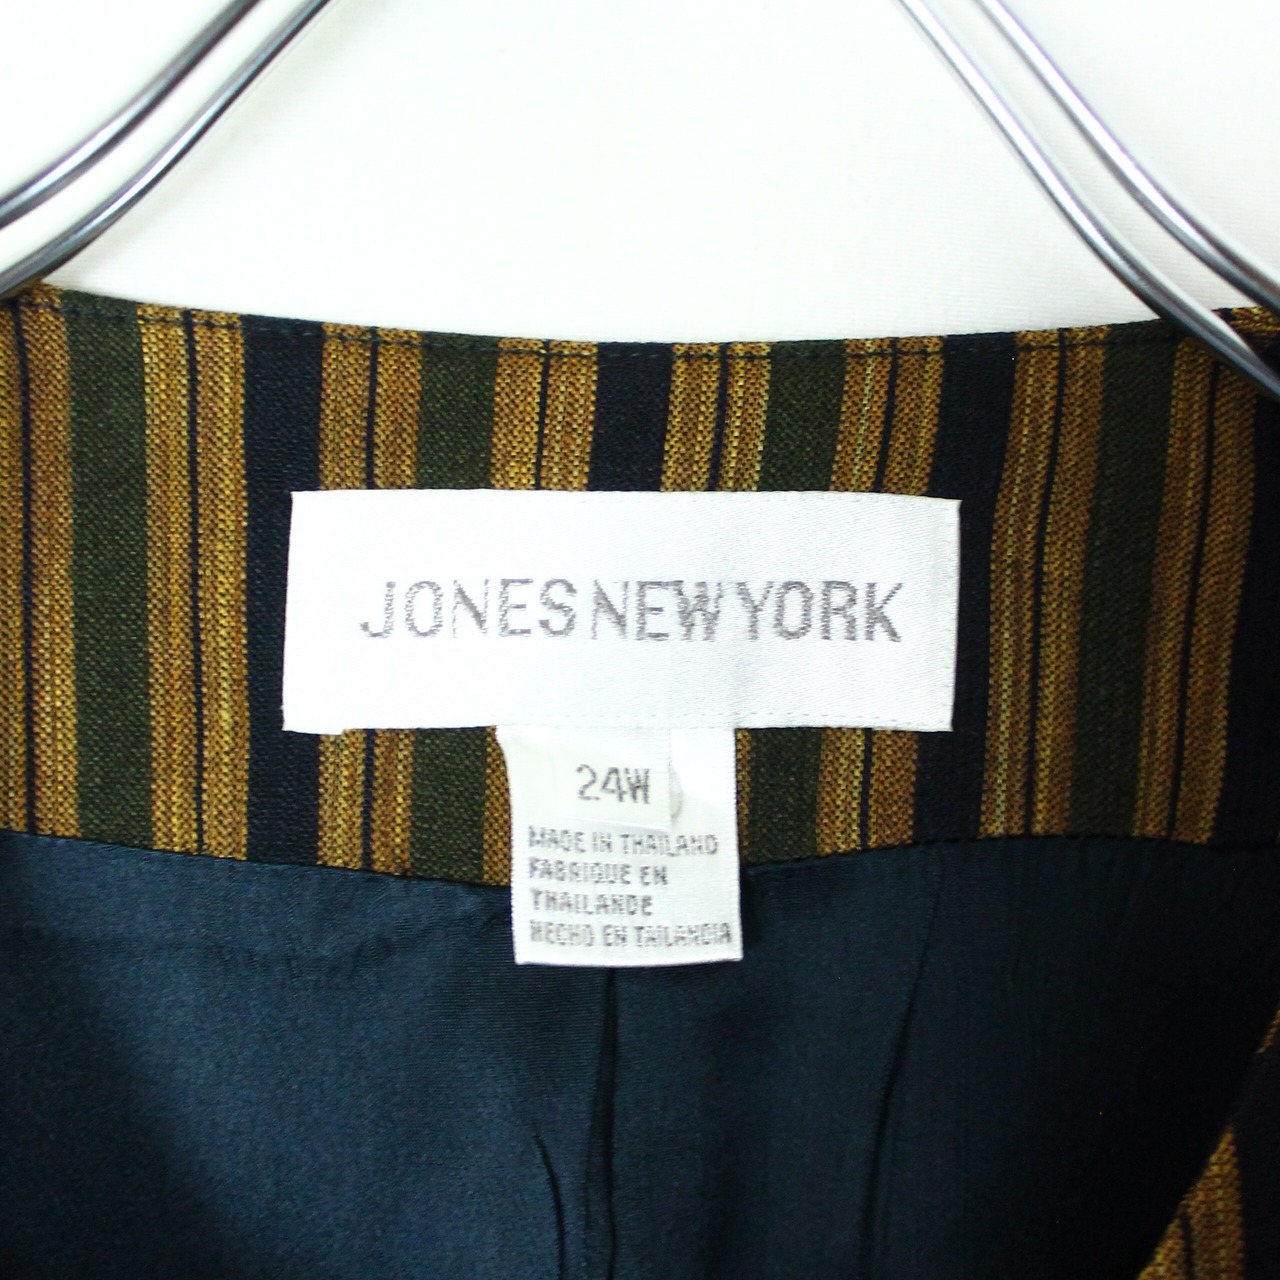 JONES NEW YORK
24W
MADE IN THAILAND
FABRIQUE EN
THAILANDE
HECHO EN TAILANDIA